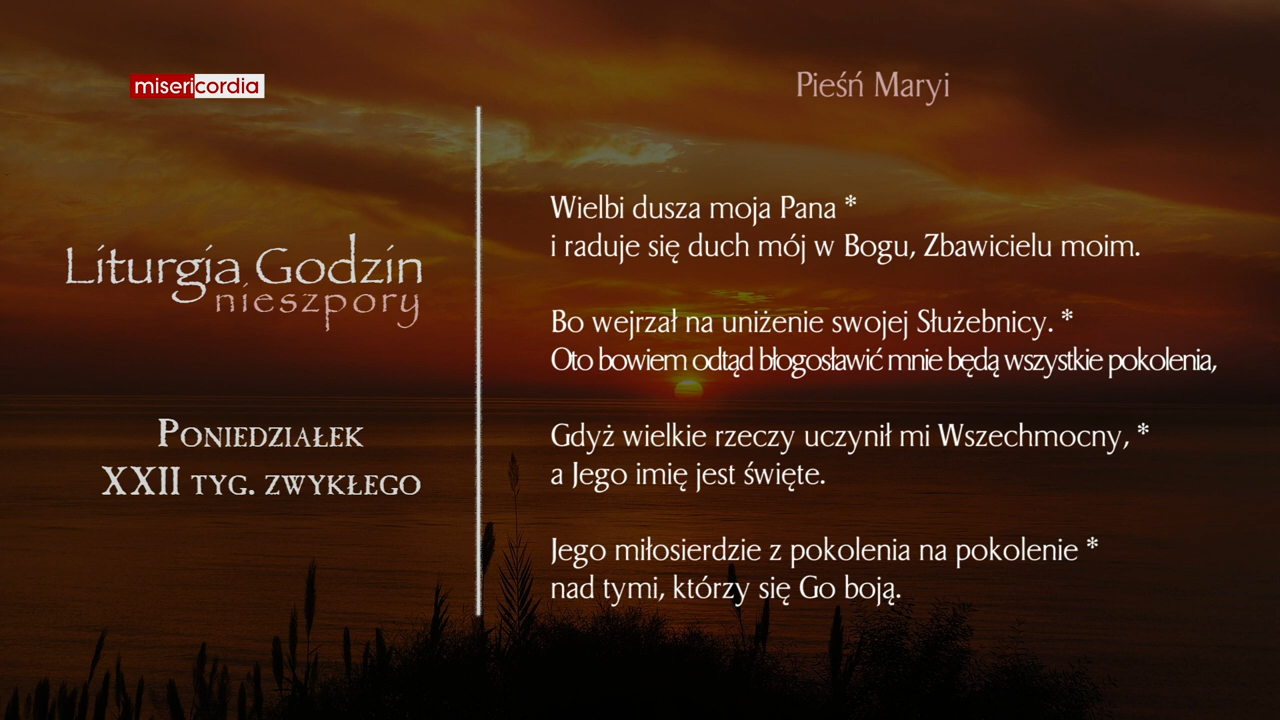 misericordia
Liturgia Godzin
nieszpory
Poniedziałek
XXII tyg. zwykłego
Pieśń Maryi
Wielbi dusza moja Pana *
i raduje się duch mój w Bogu, Zbawicielu moim.
Bo wejrzał na uniżenie swojej Służebnicy. *
Oto bowiem odtąd błogosławić mnie będą wszystkie pokolenia,
Gdyż wielkie rzeczy uczynił mi Wszechmocny, *
a Jego imię jest święte.
Jego miłosierdzie z pokolenia na pokolenie *
nad tymi, którzy się Go boją.